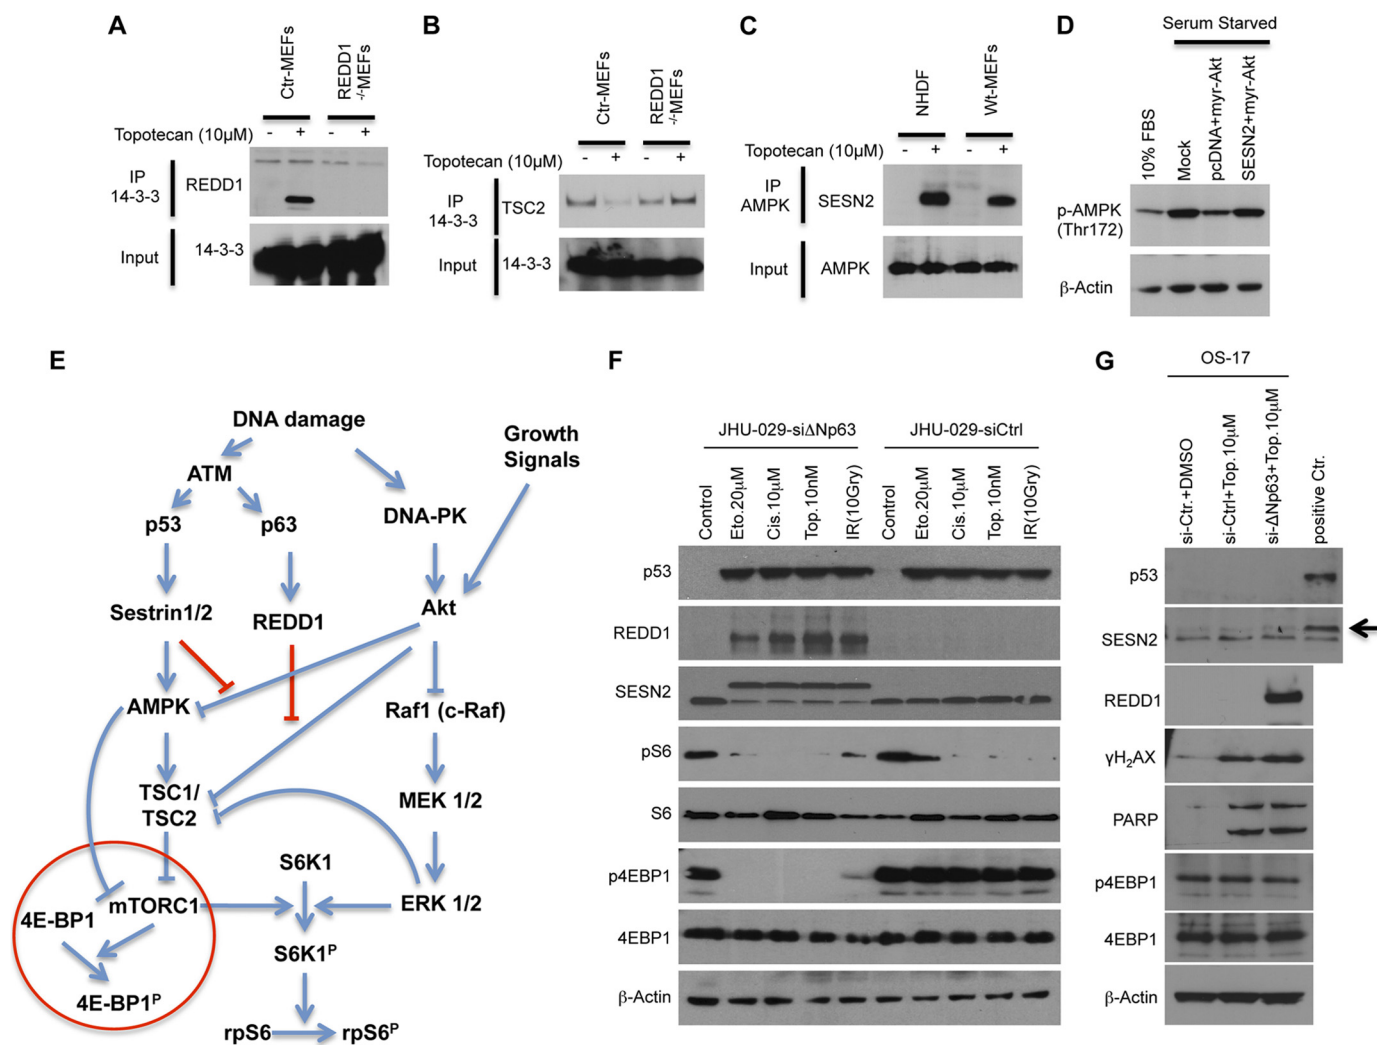 A
Ctr-MEFs
REDD1
-/-MEFs
Topotecan (10µM)
- + - +
IP
14-3-3
REDD1
Input
14-3-3
B
Ctr-MEFs
REDD1
-/-MEFs
Topotecan (10µM)
- + - +
IP
14-3-3
TSC2
Input
14-3-3
C
NHDF
Wt-MEFs
Topotecan (10µM)
- + - +
IP
AMPK
SESN2
Input
AMPK
D
Serum Starved
10% FBS
Mock
pcDNA+myr-Akt
SESN2+myr-Akt
p-AMPK
(Thr172)
β-Actin
E
DNA damage
Growth
Signals
ATM
p53
p63
DNA-PK
Sestrin1/2
REDD1
Akt
AMPK
Raf1 (c-Raf)
TSC1/
TSC2
MEK 1/2
S6K1
4E-BP1
mTORC1
ERK 1/2
S6K1ᴾ
4E-BP1ᴾ
rpS6
rpS6ᴾ
F
JHU-029-siΔNp63
JHU-029-siCtrl
Control
Eto.20µM
Cis.10µM
Top.10nM
IR(10Gry)
Control
Eto.20µM
Cis.10µM
Top.10nM
IR(10Gry)
p53
REDD1
SESN2
pS6
S6
p4EBP1
4EBP1
β-Actin
G
OS-17
si-Ctr.+DMSO
si-Ctrl+Top.10µM
si-ΔNp63+Top.10µM
positive Ctr.
p53
SESN2
REDD1
γH₂AX
PARP
p4EBP1
4EBP1
β-Actin